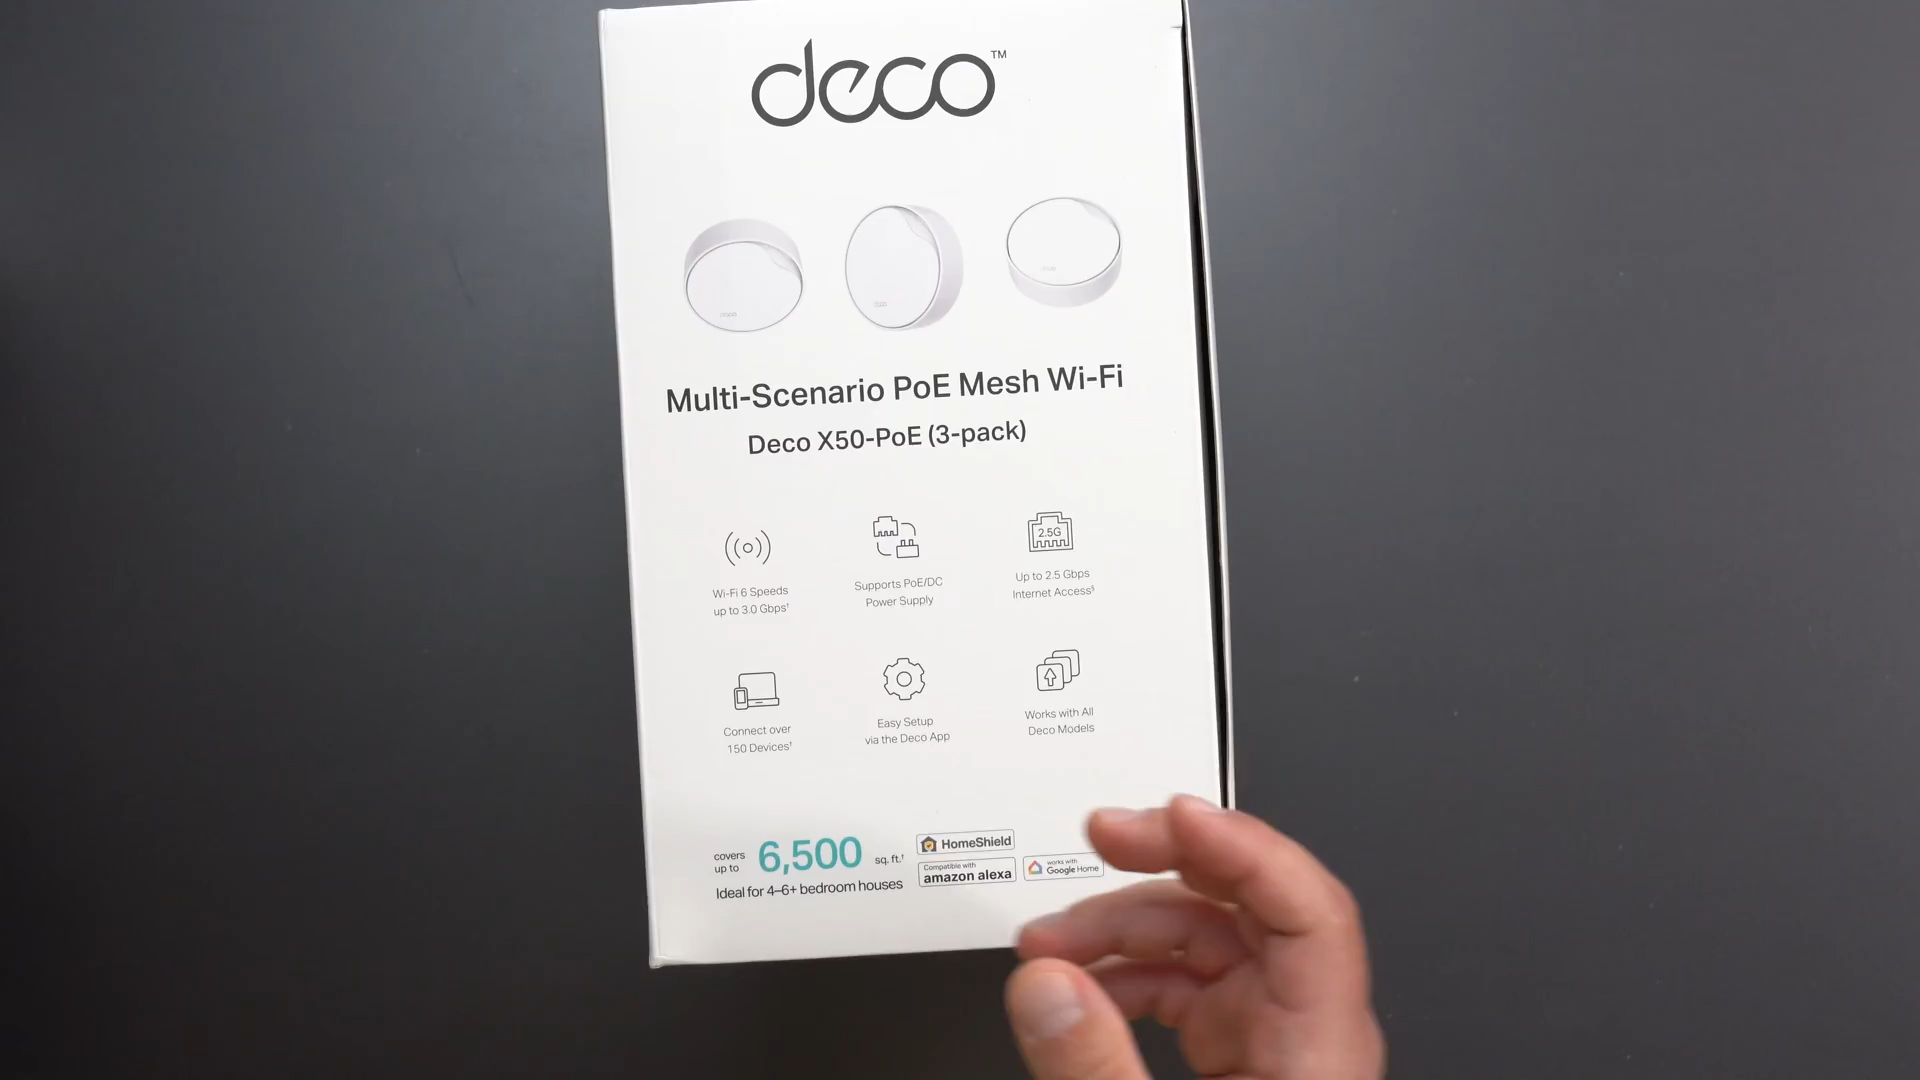 deco™
deco
deco
Multi-Scenario PoE Mesh Wi-Fi
Deco X50-PoE (3-pack)
2.5G
Wi-Fi 6 Speeds
up to 3.0 Gbps†
Supports PoE/DC
Power Supply
Up to 2.5 Gbps
Internet Access§
Connect over
150 Devices†
Easy Setup
via the Deco App
Works with All
Deco Models
covers
up to
6,500
sq. ft.†
Ideal for 4–6+ bedroom houses
HomeShield
Compatible with
amazon alexa
works with
Google Home